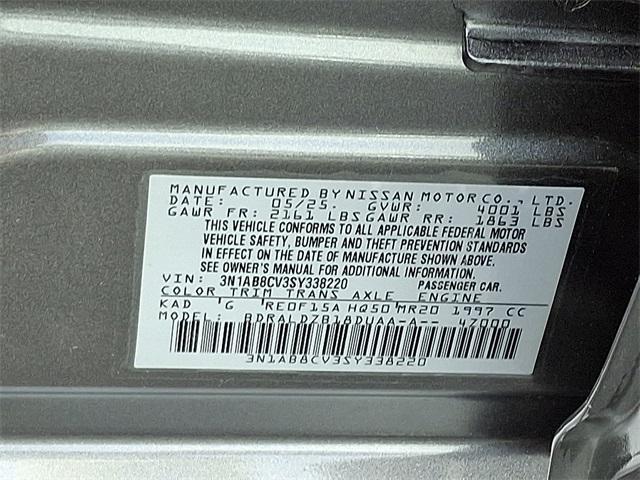 MANUFACTURED BY NISSAN MOTOR CO., LTD.
DATE: 05/25. GVWR: 4001 LBS
GAWR FR: 2161 LBS GAWR RR: 1863 LBS
THIS VEHICLE CONFORMS TO ALL APPLICABLE FEDERAL MOTOR
VEHICLE SAFETY, BUMPER AND THEFT PREVENTION STANDARDS
IN EFFECT ON THE DATE OF MANUFACTURE SHOWN ABOVE.
SEE OWNER'S MANUAL FOR ADDITIONAL INFORMATION.
VIN: 3N1AB8CV3SY338220 PASSENGER CAR.
COLOR TRIM TRANS AXLE ENGINE
KAD G RE0F15A HQ50 MR20 1997 CC
MODEL: BDRALDZB18DUAA-A-- 47000
3N1AB8CV3SY338220